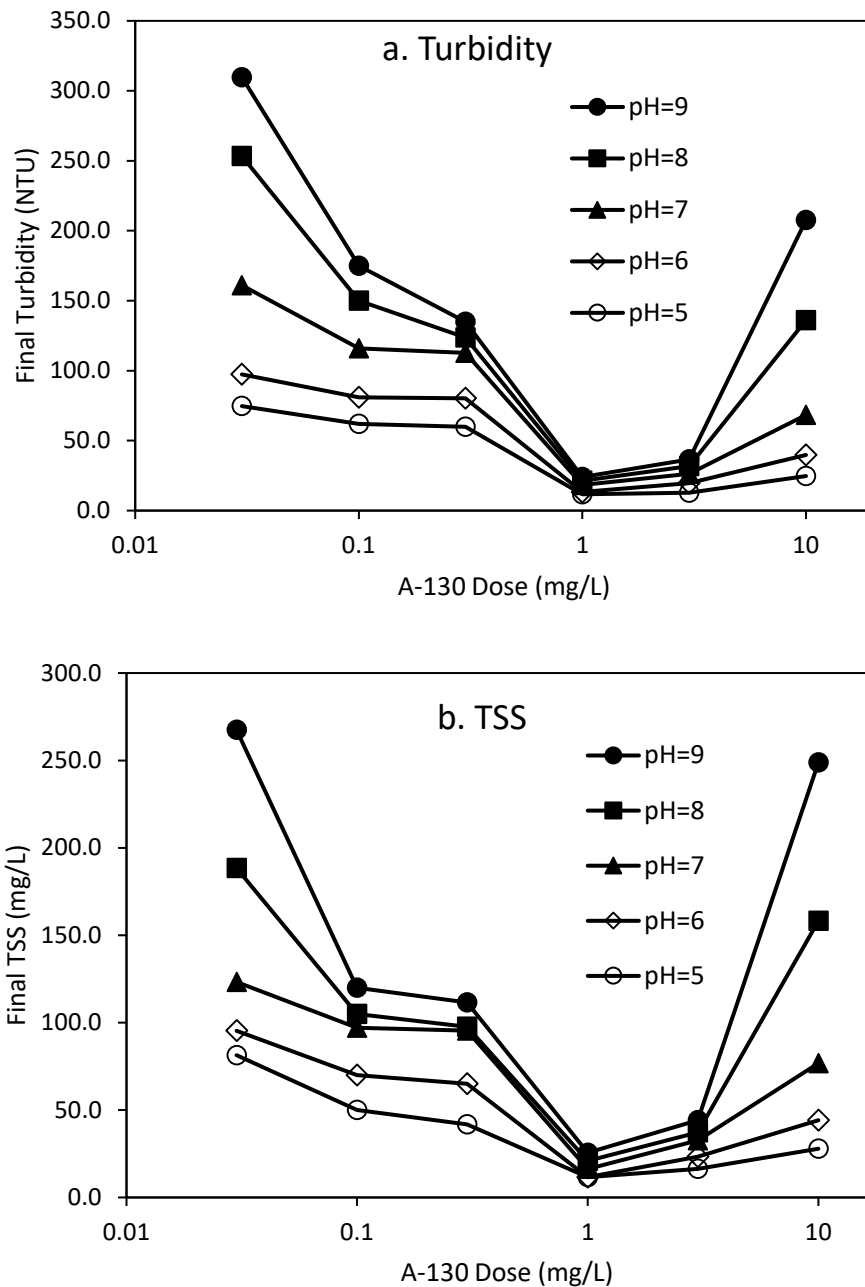 a. Turbidity
350.0
300.0
250.0
200.0
150.0
100.0
50.0
0.0
Final Turbidity (NTU)
pH=9
pH=8
pH=7
pH=6
pH=5
0.01
0.1
1
10
A-130 Dose (mg/L)
b. TSS
300.0
250.0
200.0
150.0
100.0
50.0
0.0
Final TSS (mg/L)
pH=9
pH=8
pH=7
pH=6
pH=5
0.01
0.1
1
10
A-130 Dose (mg/L)